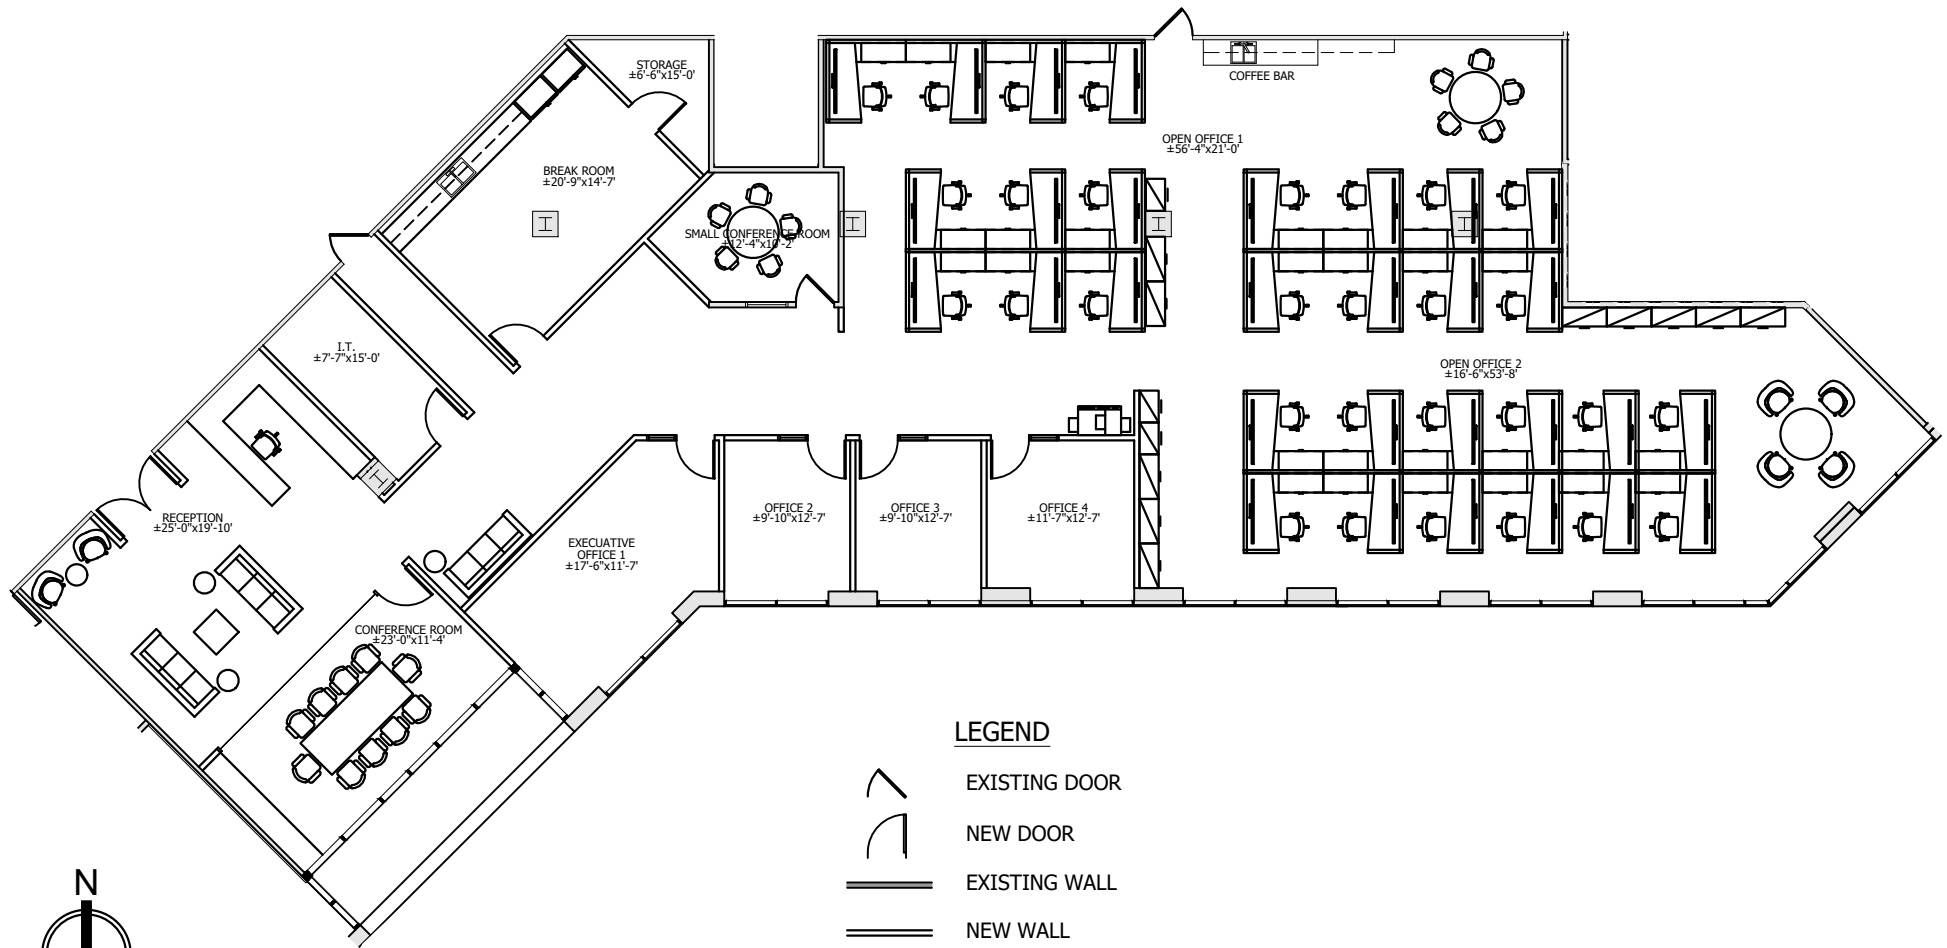 STORAGE
±6'-6"x15'-0'
COFFEE BAR
OPEN OFFICE 1
±56'-4"x21'-0"
BREAK ROOM
±20'-9"x14'-7'
SMALL CONFERENCE ROOM
±12'-4"x10'-2'
I.T.
±7'-7"x15'-0'
OPEN OFFICE 2
±16'-6"x53'-8'
RECEPTION
±25'-0"x19'-10'
EXECUATIVE
OFFICE 1
±17'-6"x11'-7'
OFFICE 2
±9'-10"x12'-7'
OFFICE 3
±9'-10"x12'-7'
OFFICE 4
±11'-7"x12'-7'
CONFERENCE ROOM
±23'-0"x11'-4'
LEGEND
EXISTING DOOR
NEW DOOR
EXISTING WALL
NEW WALL
N